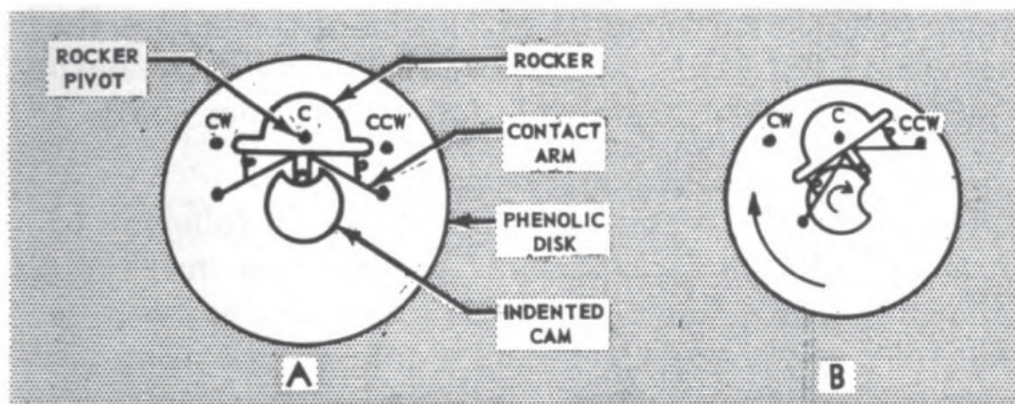 ROCKER
PIVOT
ROCKER
C
CW
CCW
CONTACT
ARM
PHENOLIC
DISK
INDENTED
CAM
A
C
CW
CCW
B